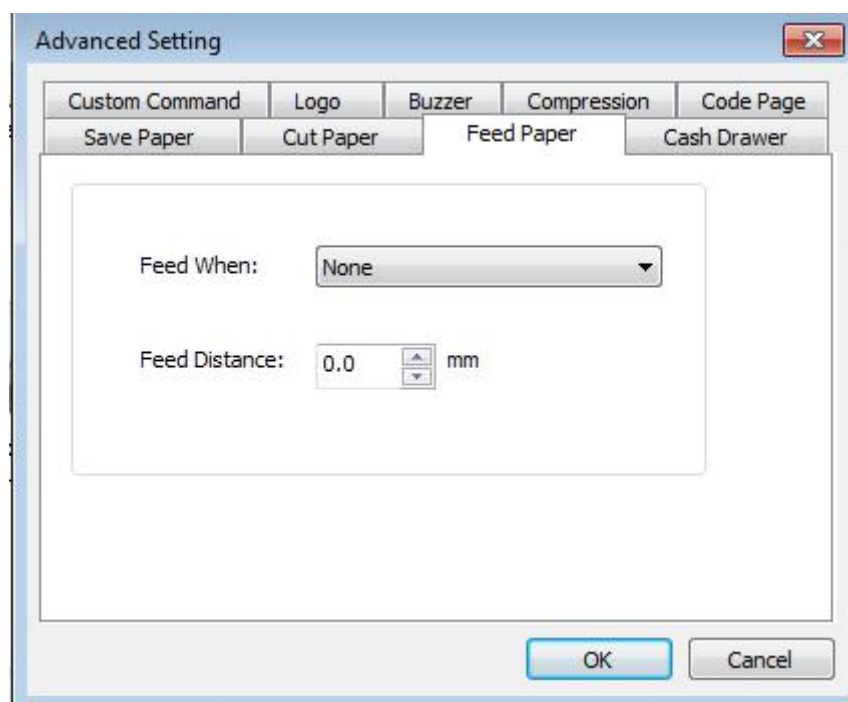 Advanced Setting
Custom Command Logo Buzzer Compression Code Page
Save Paper Cut Paper Feed Paper Cash Drawer
Feed When: None
Feed Distance: 0.0 mm
OK Cancel